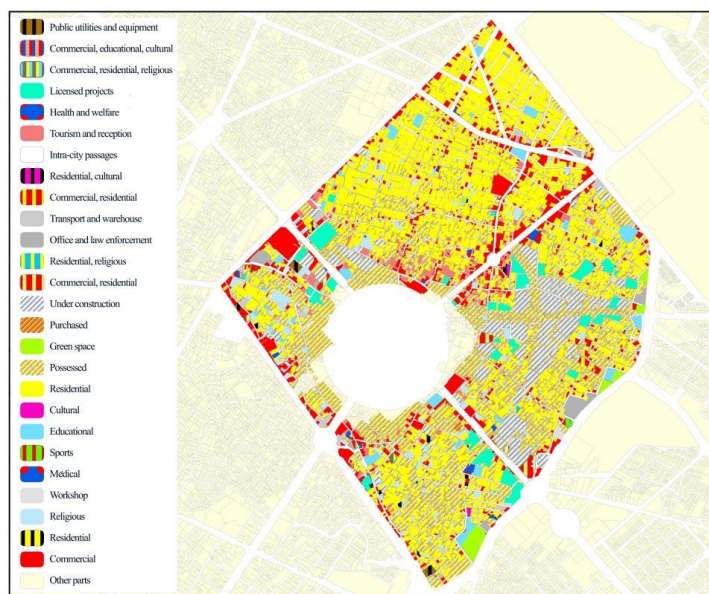 Public utilities and equipment
Commercial, educational, cultural
Commercial, residential, religious
Licensed projects
Health and welfare
Tourism and reception
Intra-city passages
Residential, cultural
Commercial, residential
Transport and warehouse
Office and law enforcement
Residential, religious
Commercial, residential
Under construction
Purchased
Green space
Possessed
Residential
Cultural
Educational
Sports
Médical
Workshop
Religious
Residential
Commercial
Other parts